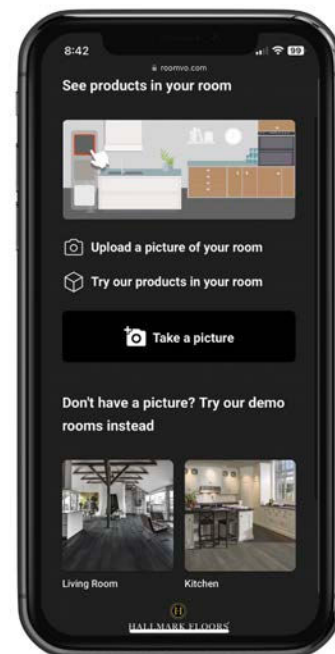 8:42
99
roomvo.com
See products in your room
Upload a picture of your room
Try our products in your room
Take a picture
Don't have a picture? Try our demo
rooms instead
Living Room
Kitchen
H
HALLMARK FLOORS